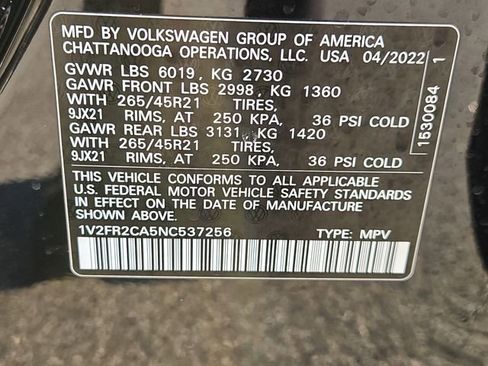 MFD BY VOLKSWAGEN GROUP OF AMERICA
CHATTANOOGA OPERATIONS, LLC. USA 04/2022
GVWR LBS 6019, KG 2730
GAWR FRONT LBS 2998, KG 1360
WITH 265/45R21 TIRES,
9JX21 RIMS, AT 250 KPA, 36 PSI COLD
GAWR REAR LBS 3131, KG 1420
WITH 265/45R21 TIRES,
9JX21 RIMS, AT 250 KPA, 36 PSI COLD
THIS VEHICLE CONFORMS TO ALL APPLICABLE
U.S. FEDERAL MOTOR VEHICLE SAFETY STANDARDS
IN EFFECT ON THE DATE OF MANUFACTURE
SHOWN ABOVE.
1V2FR2CA5NC537256 TYPE: MPV
1630084 1